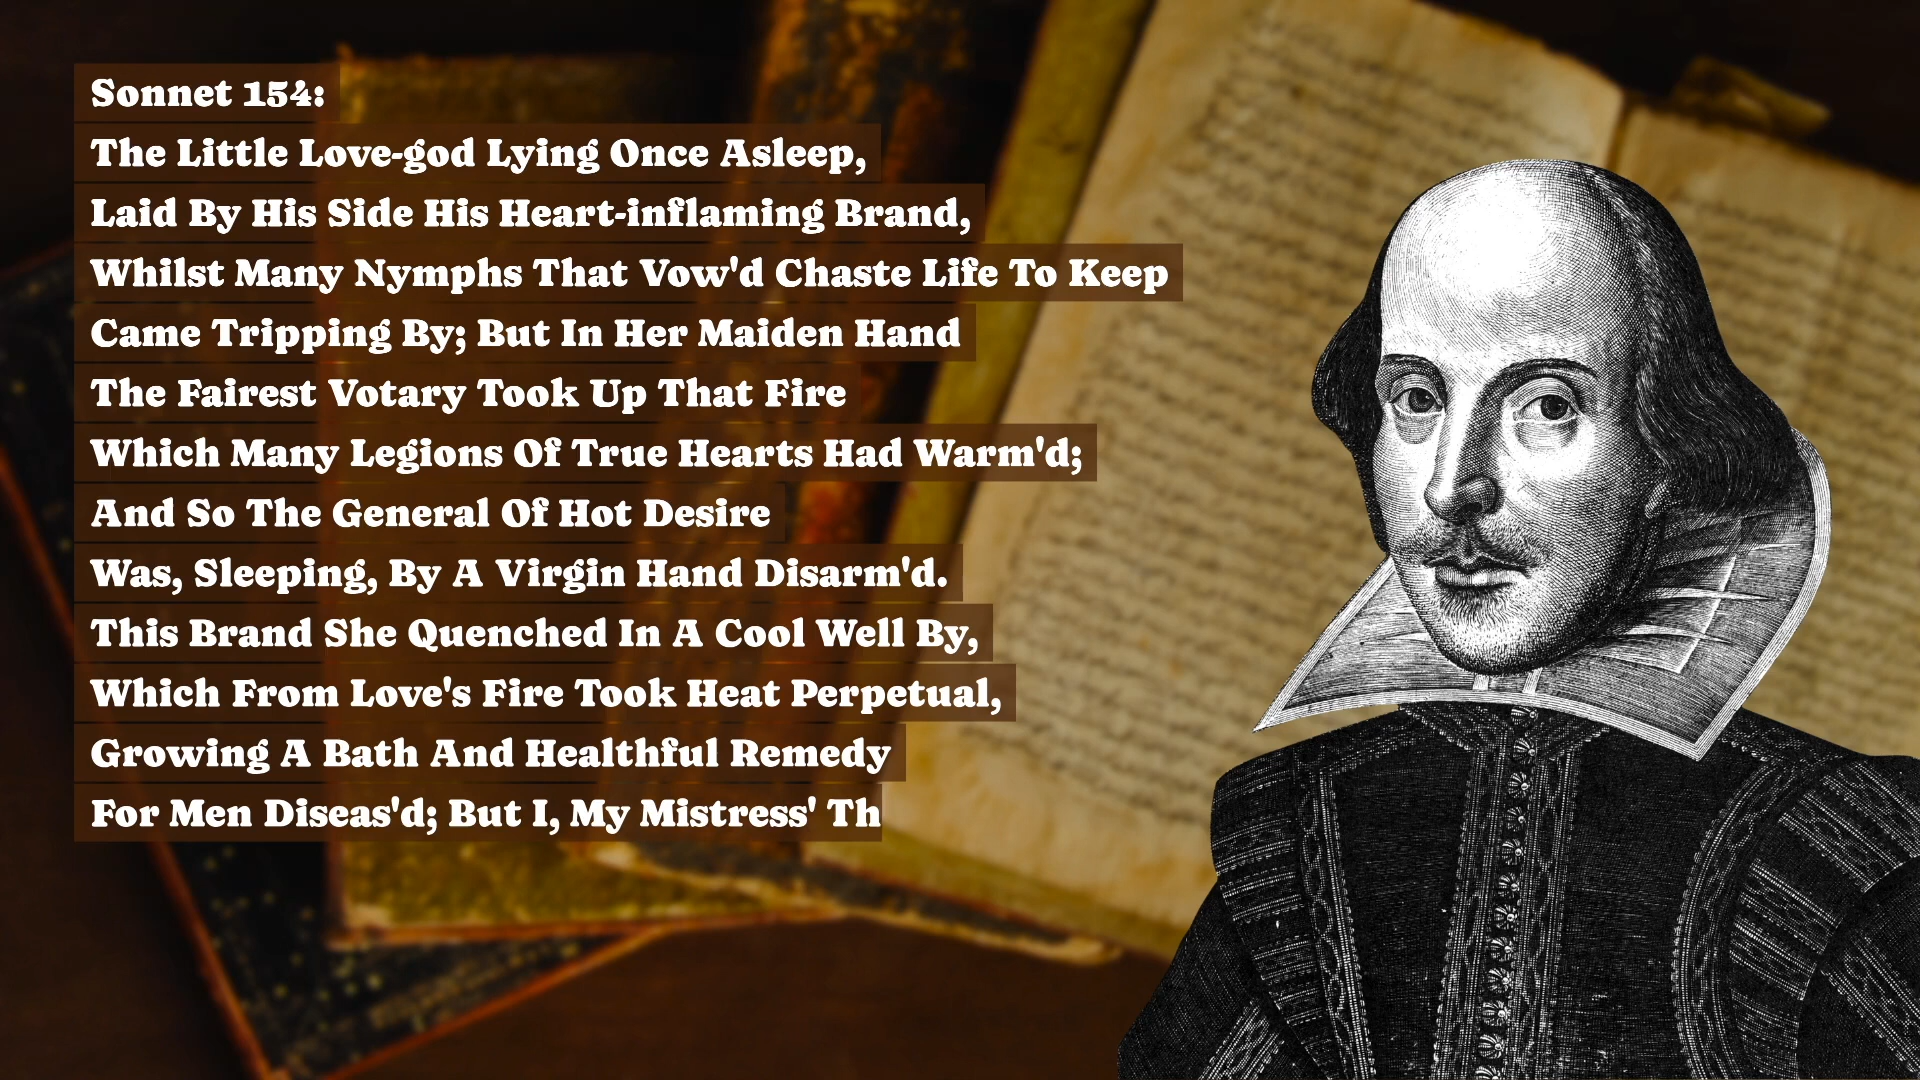 Sonnet 154:
The Little Love-god Lying Once Asleep,
Laid By His Side His Heart-inflaming Brand,
Whilst Many Nymphs That Vow'd Chaste Life To Keep
Came Tripping By; But In Her Maiden Hand
The Fairest Votary Took Up That Fire
Which Many Legions Of True Hearts Had Warm'd;
And So The General Of Hot Desire
Was, Sleeping, By A Virgin Hand Disarm'd.
This Brand She Quenched In A Cool Well By,
Which From Love's Fire Took Heat Perpetual,
Growing A Bath And Healthful Remedy
For Men Diseas'd; But I, My Mistress' Th